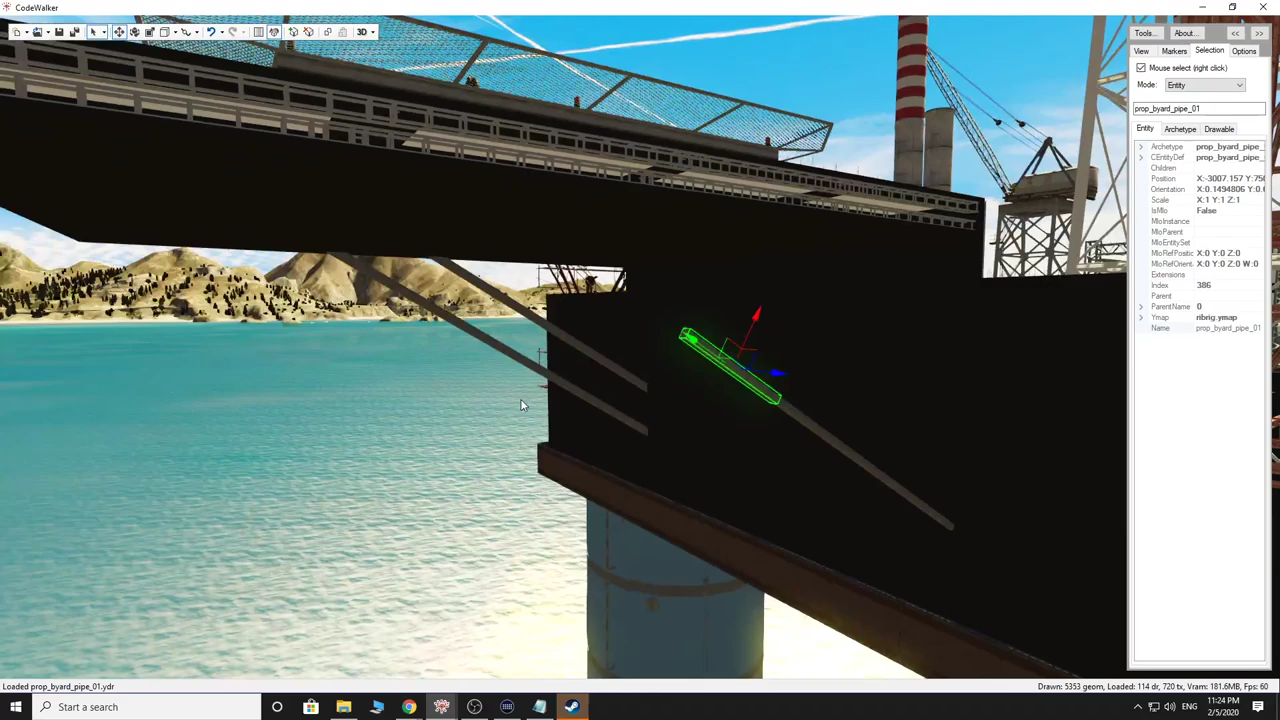 CodeWalker
3D
Tools...
About...
<<
>>
View
Markers
Selection
Options
Mouse select (right click)
Mode:
Entity
prop_byard_pipe_01
Entity
Archetype
Drawable
Archetype prop_byard_pipe_
CEntityDef prop_byard_pipe_
Children
Position X:-3007.157 Y:75
Orientation X:0.1494806 Y:0.
Scale X:1 Y:1 Z:1
IsMlo False
MloInstance
MloParent
MloEntitySet
MloRefPositic X:0 Y:0 Z:0
MloRefOrient X:0 Y:0 Z:0 W:0
Extensions
Index 386
Parent
ParentName 0
Ymap ribrig.ymap
Name prop_byard_pipe_01
Loaded prop_byard_pipe_01.ydr
Drawn: 5353 geom, Loaded: 114 dr, 720 tx, Vram: 181.6MB, Fps: 60
Start a search
ENG
11:24 PM
2/5/2020